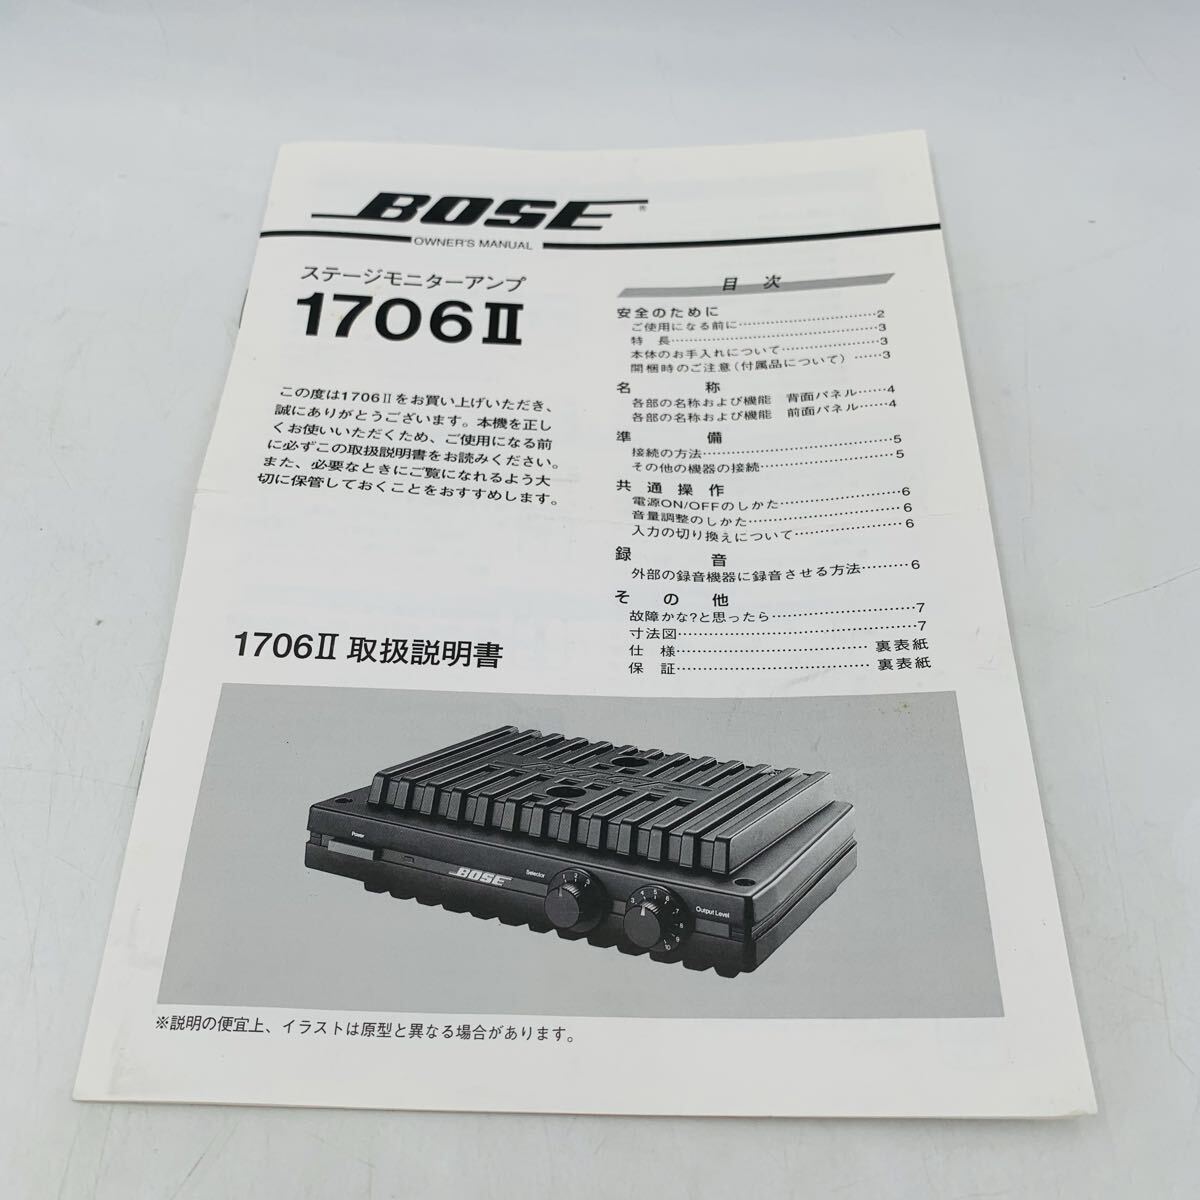 BOSE®
OWNER'S MANUAL
ステージモニターアンプ
1706Ⅱ
この度は1706Ⅱをお買い上げいただき、
誠にありがとうございます。本機を正し
くお使いいただくため、ご使用になる前
に必ずこの取扱説明書をお読みください。
また、必要なときにご覧になれるよう大
切に保管しておくことをおすすめします。
1706Ⅱ 取扱説明書
目 次
安全のために
ご使用になる前に……………………………2
特 長……………………………………3
本体のお手入れについて………………………3
開梱時のご注意(付属品について)……3
名 称
各部の名称および機能 背面パネル……4
各部の名称および機能 前面パネル……4
準 備
接続の方法……………………………………5
その他の機器の接続…………………………5
共 通 操 作
電源ON/OFFのしかた……………………6
音量調整のしかた……………………………6
入力の切り換えについて……………………6
録 音
外部の録音機器に録音させる方法………6
そ の 他
故障かな?と思ったら………………………7
寸法図…………………………………………7
仕 様……………………………… 裏表紙
保 証……………………………… 裏表紙
Power
BOSE
Selector
1 2 3
3 4 5 6 7 8 9 10
Output Level
※説明の便宜上、イラストは原型と異なる場合があります。